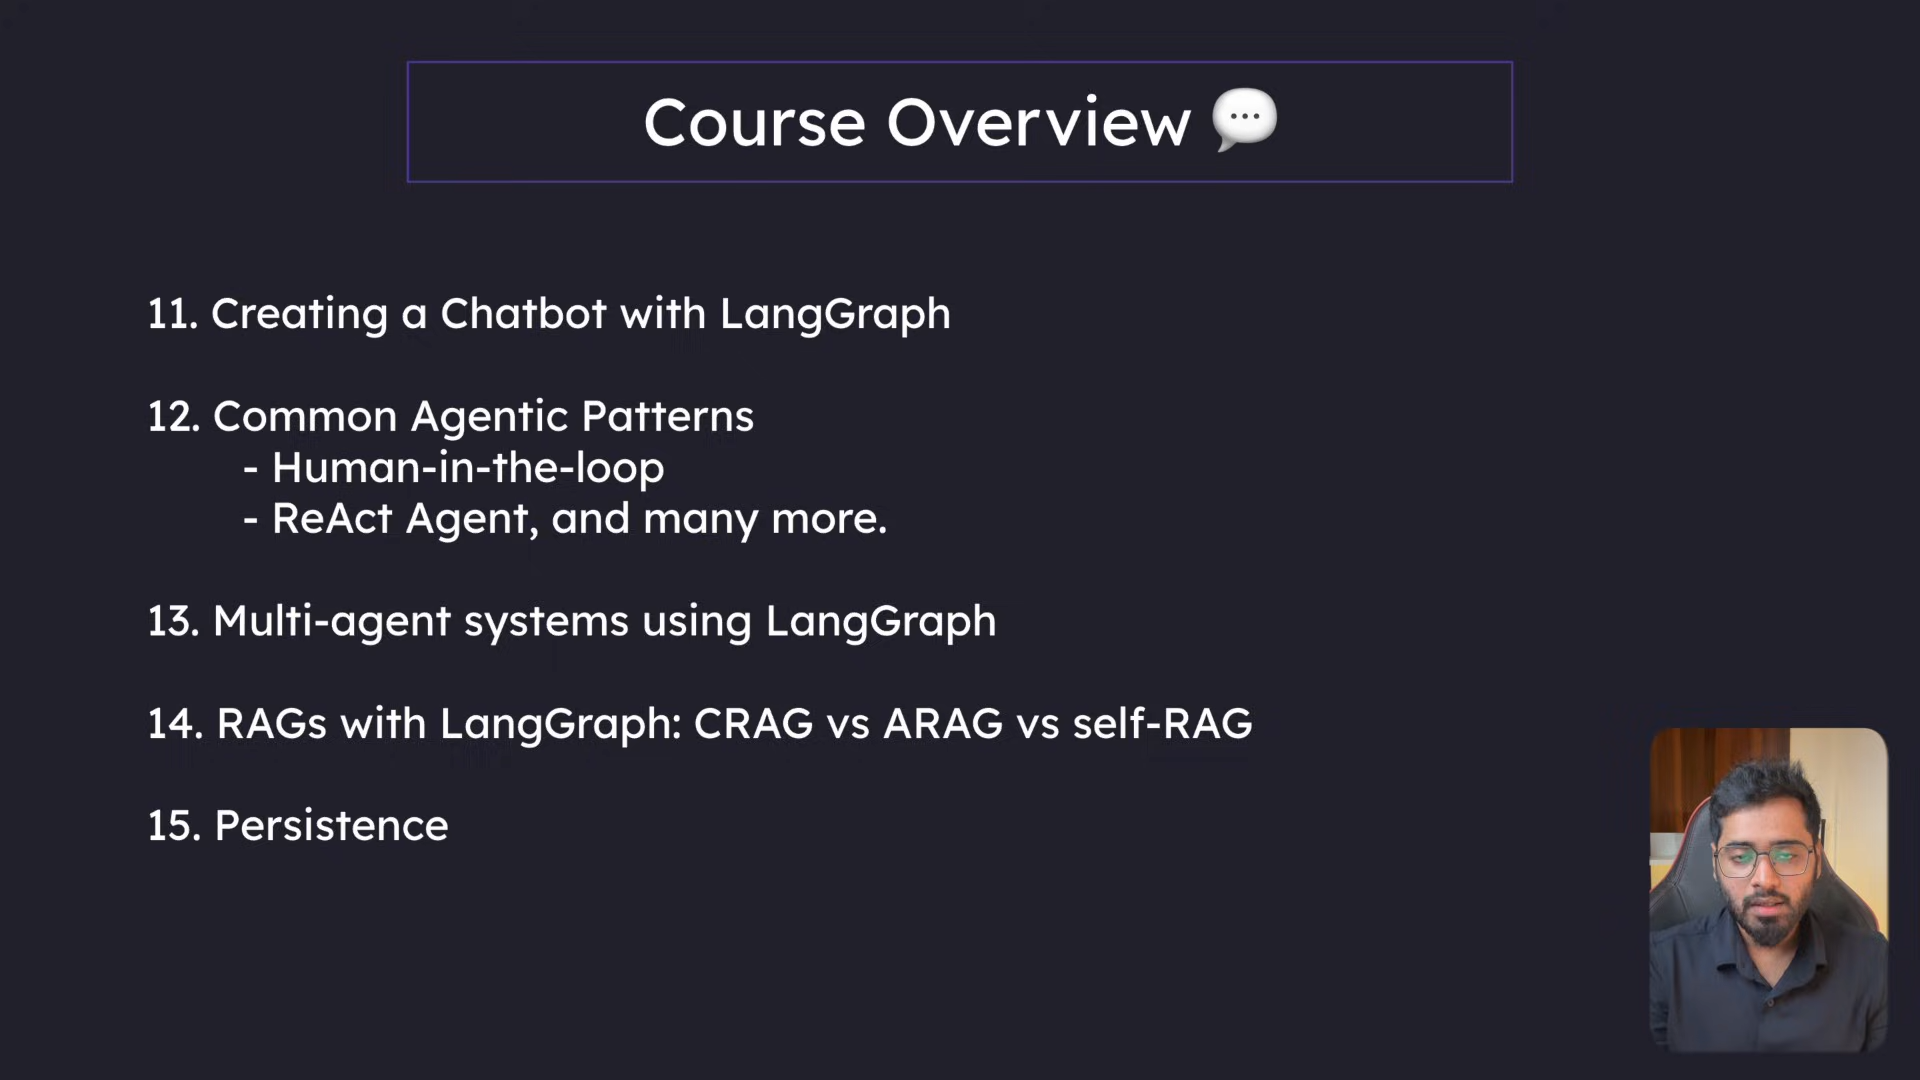 Course Overview 💬
11. Creating a Chatbot with LangGraph
12. Common Agentic Patterns
- Human-in-the-loop
- ReAct Agent, and many more.
13. Multi-agent systems using LangGraph
14. RAGs with LangGraph: CRAG vs ARAG vs self-RAG
15. Persistence